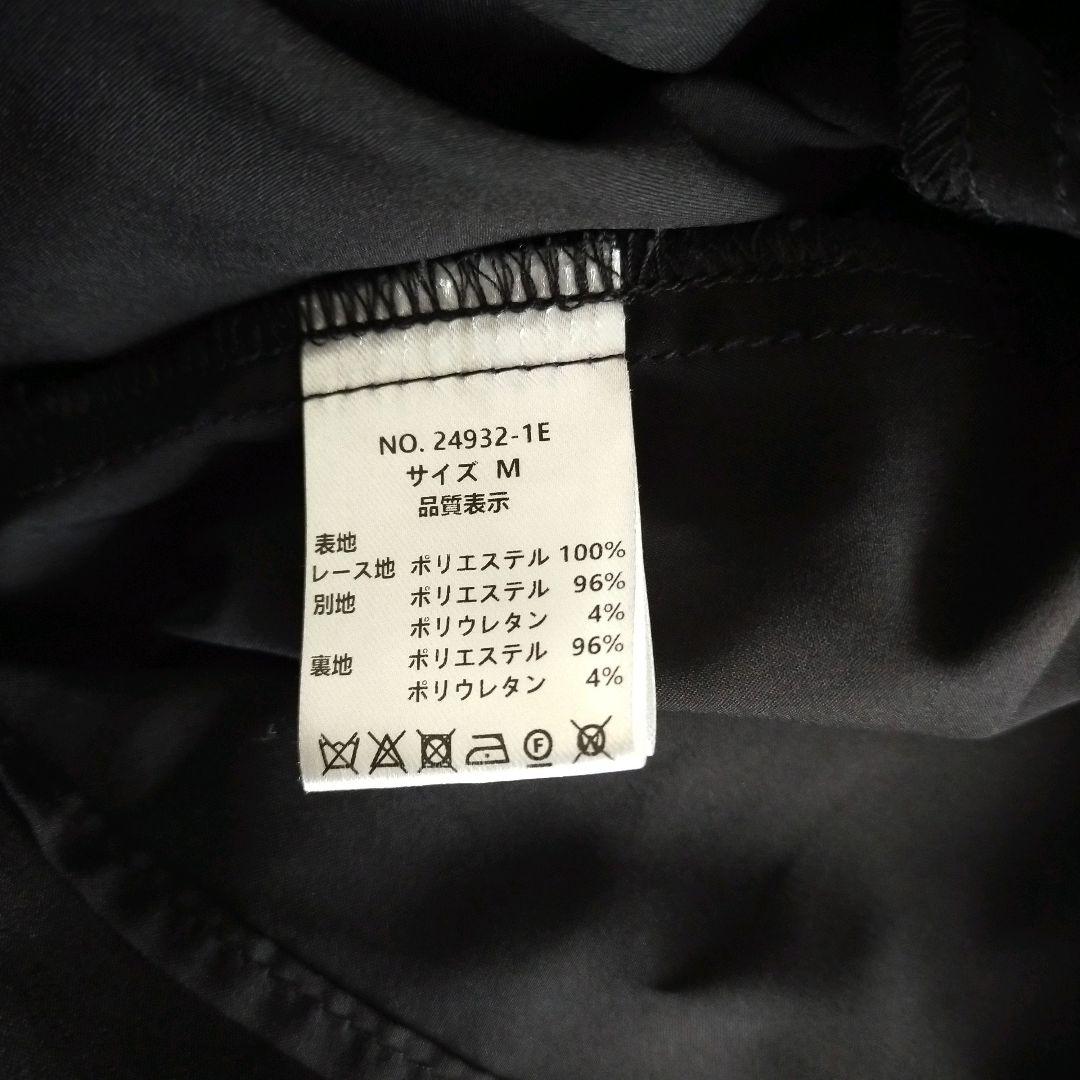 NO. 24932-1E
サイズ M
品質表示
表地
レース地 ポリエステル 100%
別地 ポリエステル 96%
ポリウレタン 4%
裏地 ポリエステル 96%
ポリウレタン 4%
F W